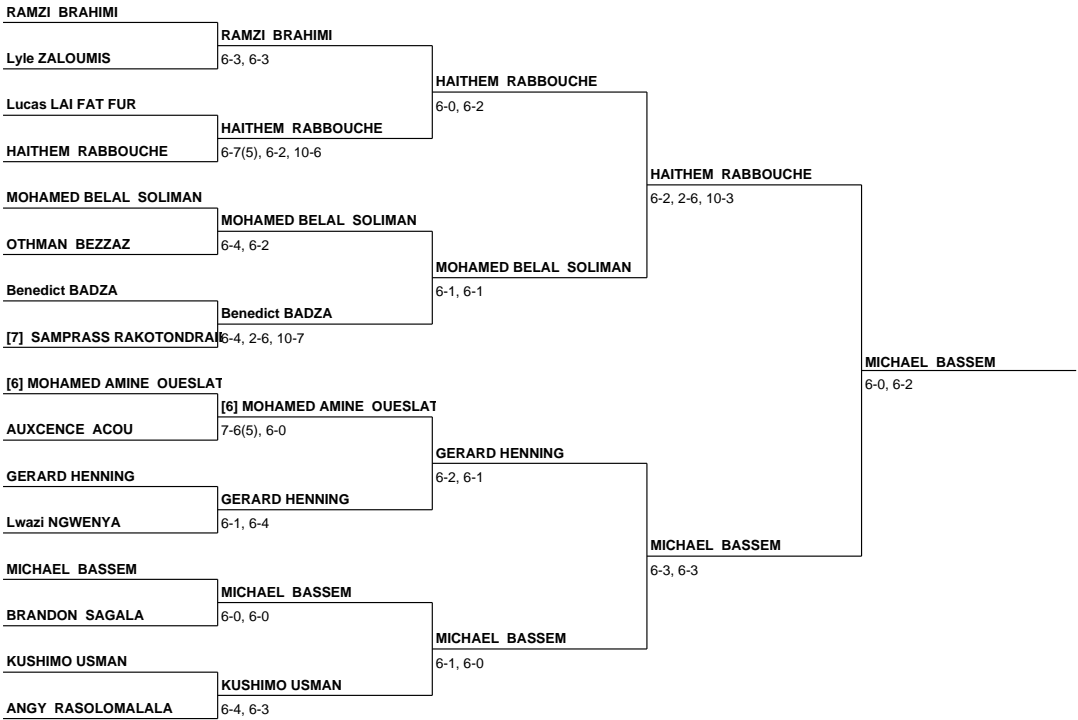 RAMZI BRAHIMI
RAMZI BRAHIMI
Lyle ZALOUMIS
6-3, 6-3
HAITHEM RABBOUCHE
Lucas LAI FAT FUR
6-0, 6-2
HAITHEM RABBOUCHE
HAITHEM RABBOUCHE
6-7(5), 6-2, 10-6
HAITHEM RABBOUCHE
MOHAMED BELAL SOLIMAN
6-2, 2-6, 10-3
MOHAMED BELAL SOLIMAN
OTHMAN BEZZAZ
6-4, 6-2
MOHAMED BELAL SOLIMAN
Benedict BADZA
6-1, 6-1
Benedict BADZA
[7] SAMPRASS RAKOTONDRAI
6-4, 2-6, 10-7
MICHAEL BASSEM
[6] MOHAMED AMINE OUESLAT
6-0, 6-2
[6] MOHAMED AMINE OUESLAT
AUXCENCE ACOU
7-6(5), 6-0
GERARD HENNING
GERARD HENNING
6-2, 6-1
GERARD HENNING
Lwazi NGWENYA
6-1, 6-4
MICHAEL BASSEM
MICHAEL BASSEM
6-3, 6-3
MICHAEL BASSEM
BRANDON SAGALA
6-0, 6-0
MICHAEL BASSEM
KUSHIMO USMAN
6-1, 6-0
KUSHIMO USMAN
ANGY RASOLOMALALA
6-4, 6-3